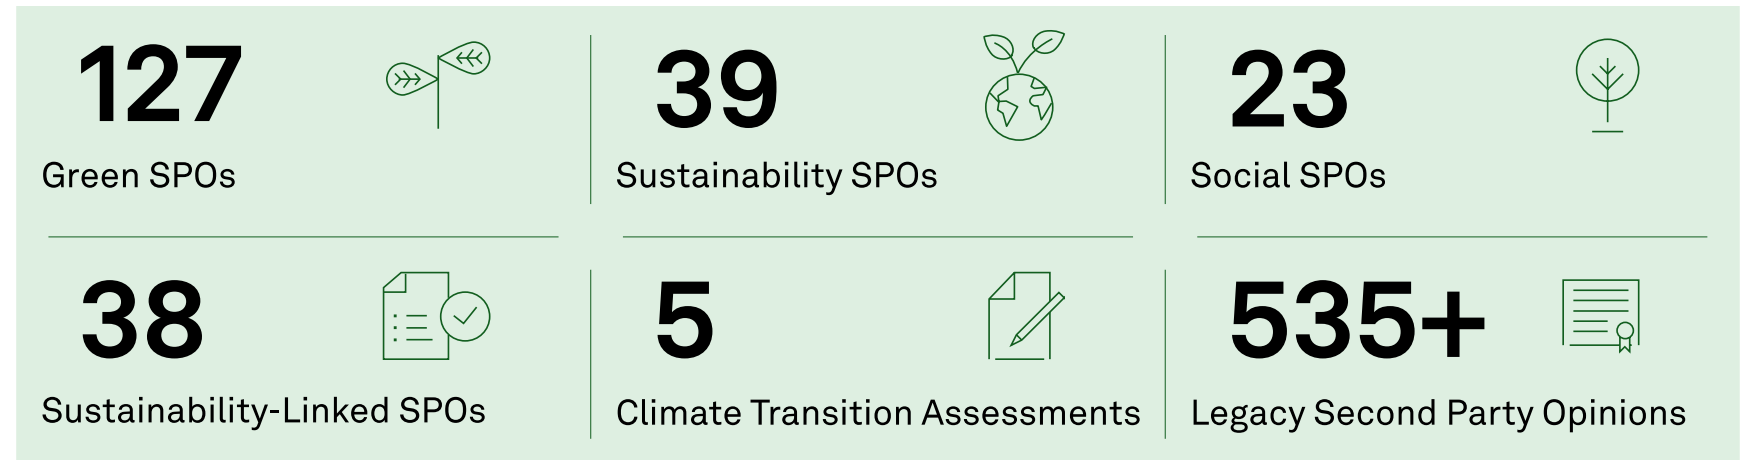 127
Green SPOs
39
Sustainability SPOs
23
Social SPOs
38
Sustainability-Linked SPOs
5
Climate Transition Assessments
535+
Legacy Second Party Opinions